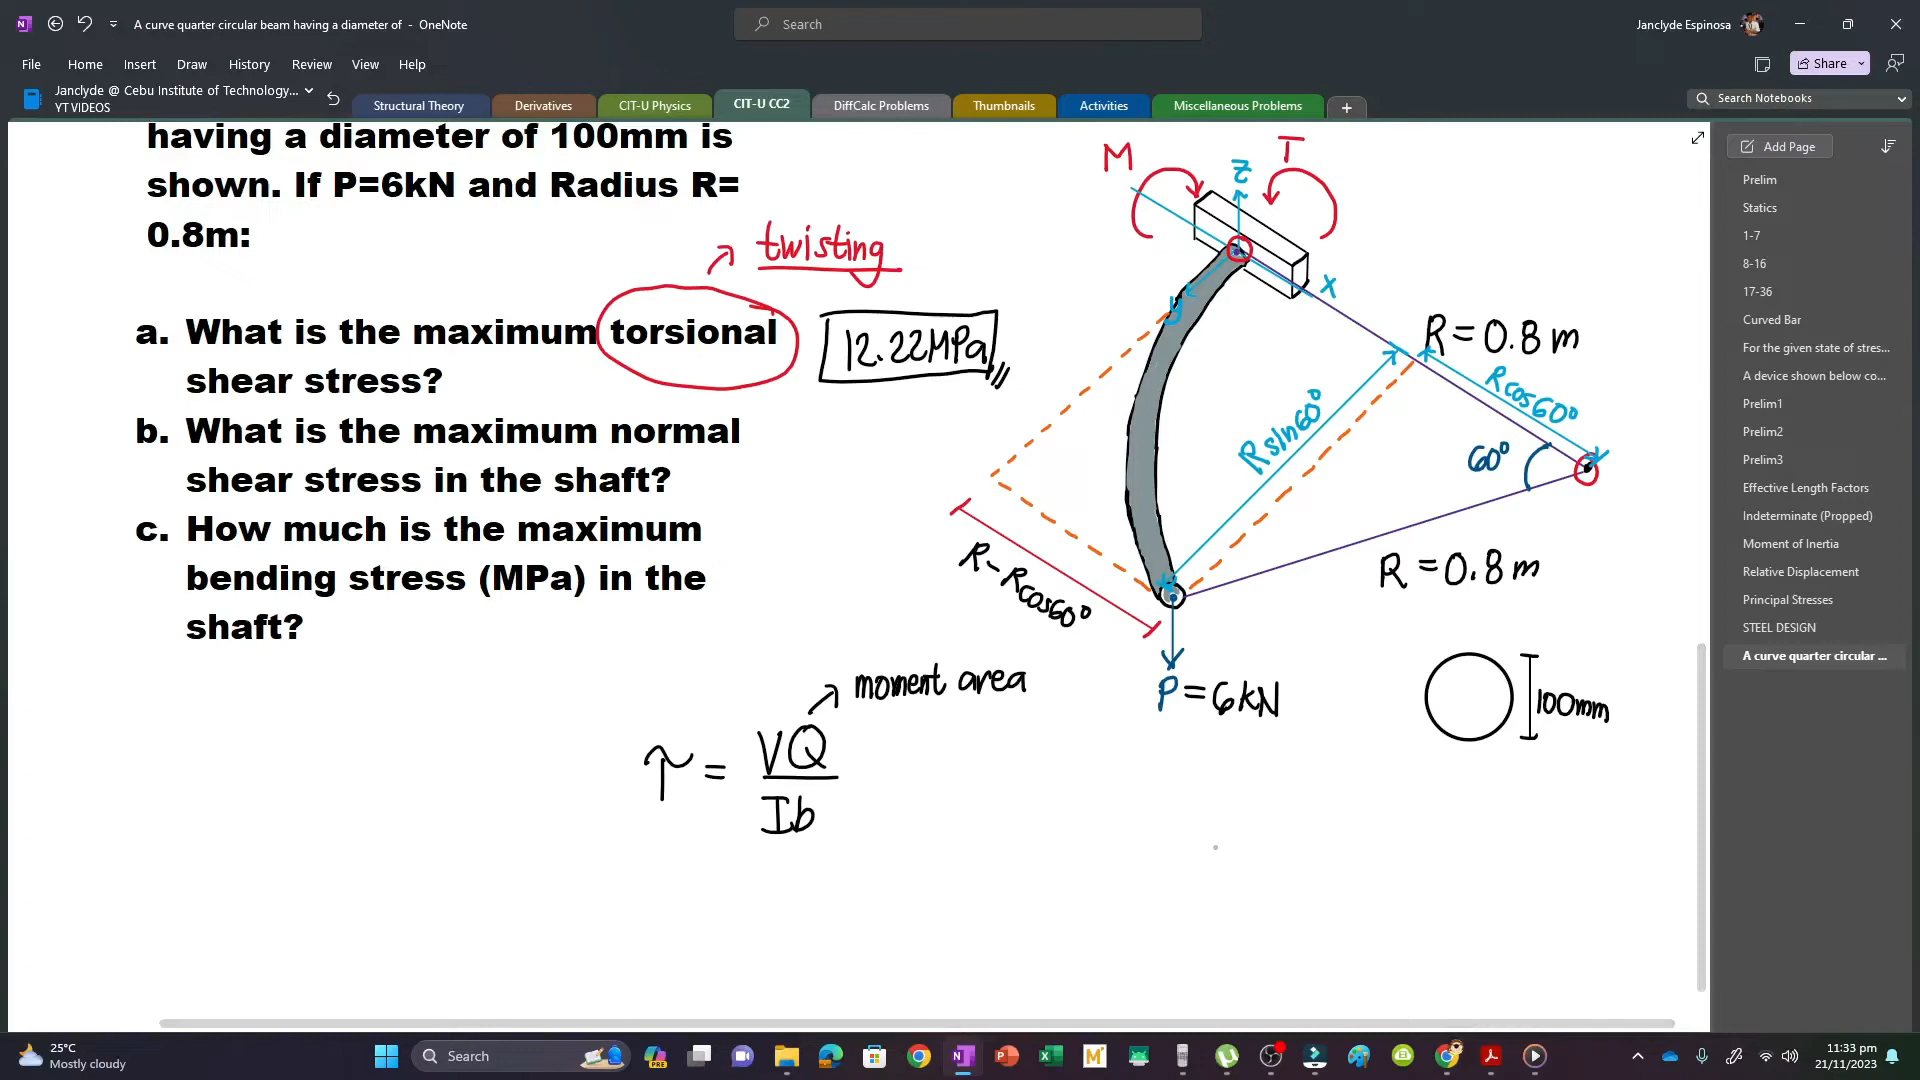 A curve quarter circular beam having a diameter of - OneNote
Search
Janclyde Espinosa
File Home Insert Draw History Review View Help
Share
Janclyde @ Cebu Institute of Technology...
YT VIDEOS
Structural Theory
Derivatives
CIT-U Physics
CIT-U CC2
DiffCalc Problems
Thumbnails
Activities
Miscellaneous Problems
Search Notebooks
Add Page
Prelim
Statics
1-7
8-16
17-36
Curved Bar
For the given state of stres...
A device shown below co...
Prelim1
Prelim2
Prelim3
Effective Length Factors
Indeterminate (Propped)
Moment of Inertia
Relative Displacement
Principal Stresses
STEEL DESIGN
A curve quarter circular ...
having a diameter of 100mm is
shown. If P=6kN and Radius R=
0.8m:
twisting
a. What is the maximum torsional
shear stress?
12.22MPa
b. What is the maximum normal
shear stress in the shaft?
c. How much is the maximum
bending stress (MPa) in the
shaft?
moment area
τ = VQ
Ib
M
T
z
x
y
R = 0.8 m
Rcos60°
Rsin60°
60°
R = 0.8 m
R - Rcos60°
P = 6kN
100mm
25°C
Mostly cloudy
Search
PRE
11:33 pm
21/11/2023